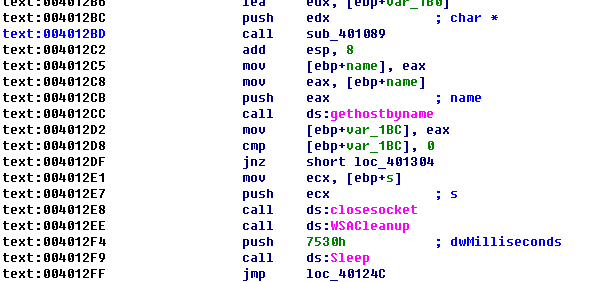 text:004012B6 lea edx, [ebp+var_1B0]
text:004012BC push edx ; char *
text:004012BD call sub_401089
text:004012C2 add esp, 8
text:004012C5 mov [ebp+name], eax
text:004012C8 mov eax, [ebp+name]
text:004012CB push eax ; name
text:004012CC call ds:gethostbyname
text:004012D2 mov [ebp+var_1BC], eax
text:004012D8 cmp [ebp+var_1BC], 0
text:004012DF jnz short loc_401304
text:004012E1 mov ecx, [ebp+s]
text:004012E7 push ecx ; s
text:004012E8 call ds:closesocket
text:004012EE call ds:WSACleanup
text:004012F4 push 7530h ; dwMilliseconds
text:004012F9 call ds:Sleep
text:004012FF jmp loc_40124C